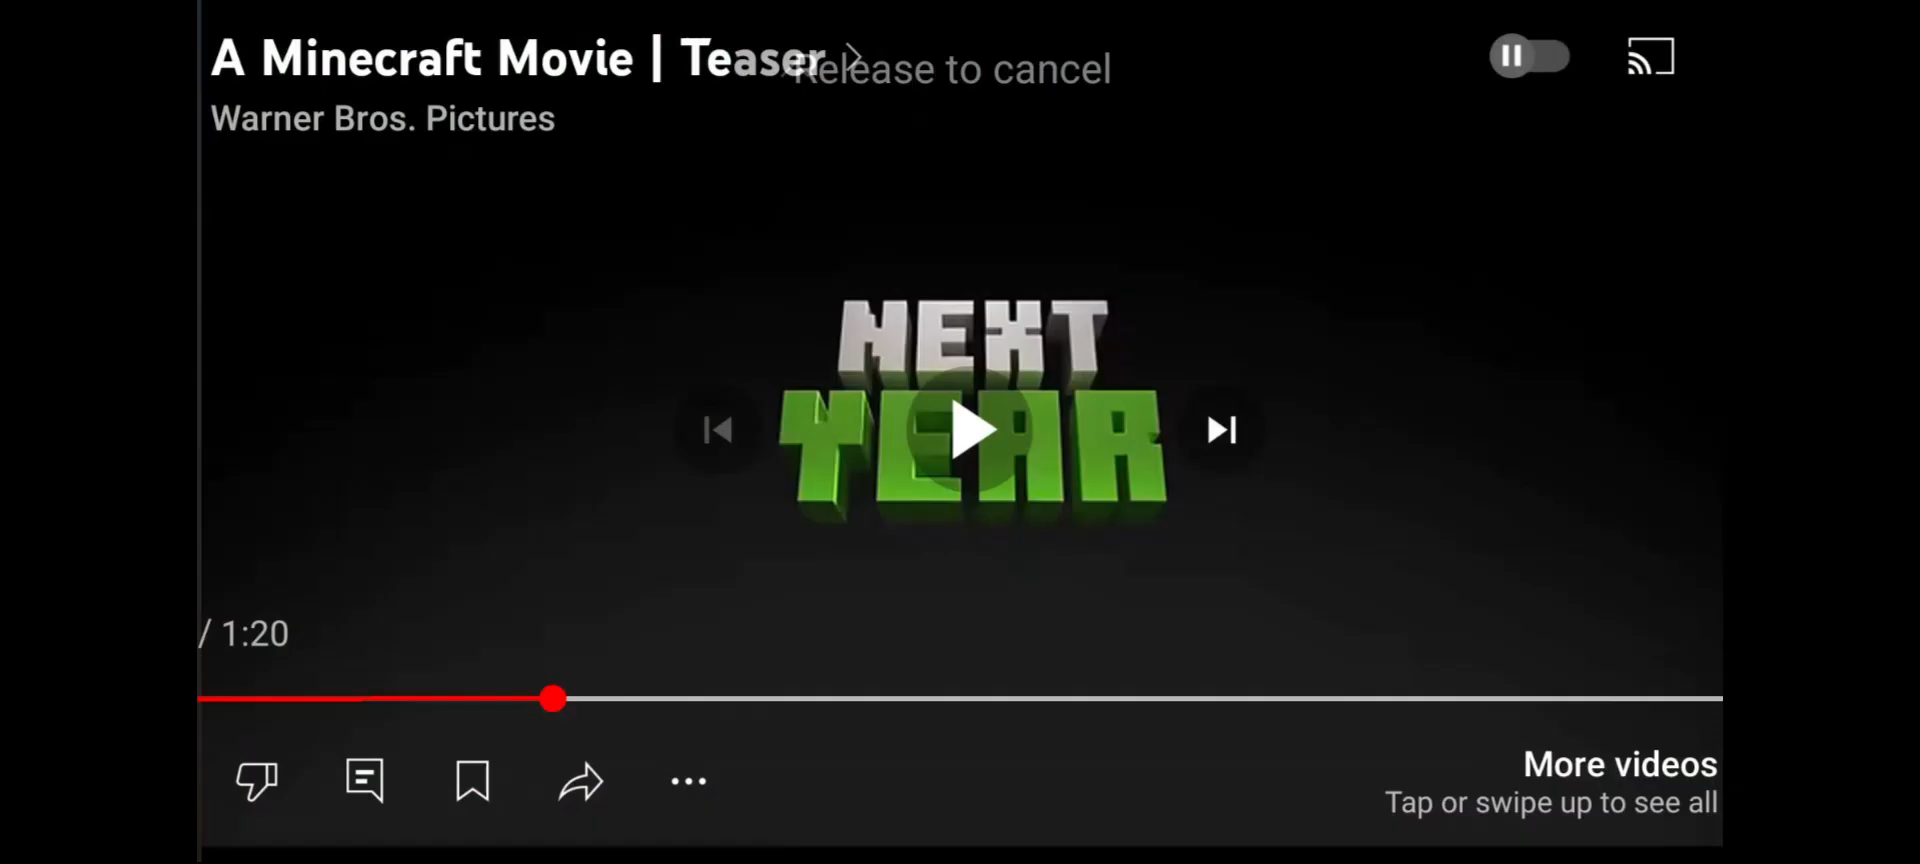 A Minecraft Movie | Teaser
Release to cancel
Warner Bros. Pictures
NEXT
YEAR
/ 1:20
More videos
Tap or swipe up to see all